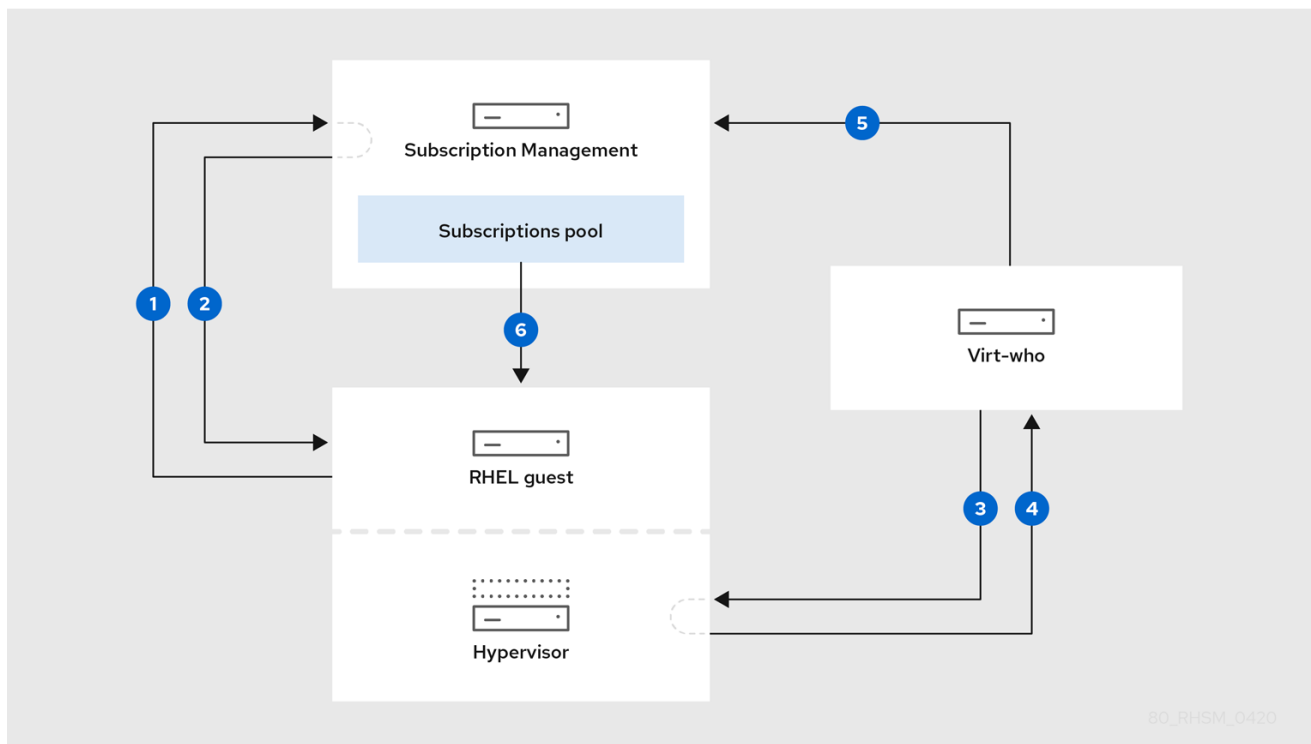 5
Subscription Management
Subscriptions pool
1
2
6
Virt-who
RHEL guest
3
4
Hypervisor
80_RHSM_0420